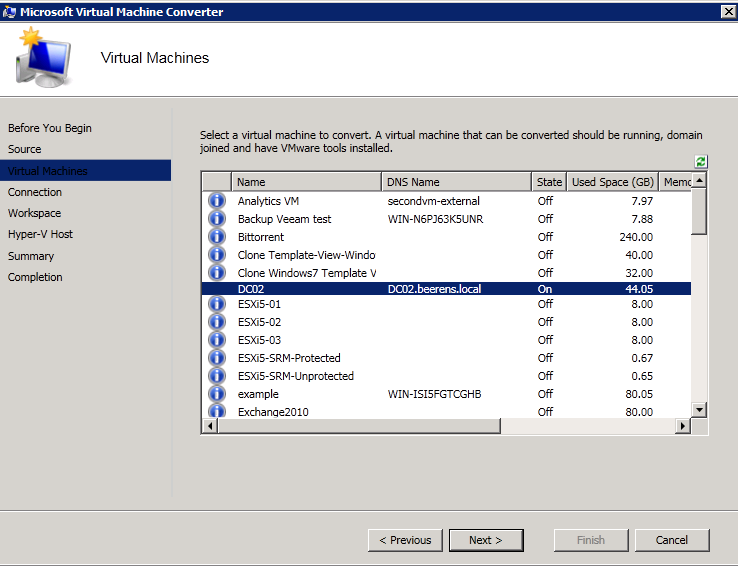 Microsoft Virtual Machine Converter
Virtual Machines
Before You Begin
Source
Virtual Machines
Connection
Workspace
Hyper-V Host
Summary
Completion
Select a virtual machine to convert. A virtual machine that can be converted should be running, domain
joined and have VMware tools installed.
Name DNS Name State Used Space (GB) Memo
Analytics VM secondvm-external Off 7.97
Backup Veeam test WIN-N6PJ63K5UNR Off 7.88
Bittorrent Off 240.00
Clone Template-View-Windo Off 40.00
Clone Windows7 Template V Off 32.00
DC02 DC02.beerens.local On 44.05
ESXi5-01 Off 8.00
ESXi5-02 Off 8.00
ESXi5-03 Off 8.00
ESXi5-SRM-Protected Off 0.67
ESXi5-SRM-Unprotected Off 0.65
example WIN-ISI5FGTCGHB Off 80.05
Exchange2010 Off 80.00
< Previous Next > Finish Cancel